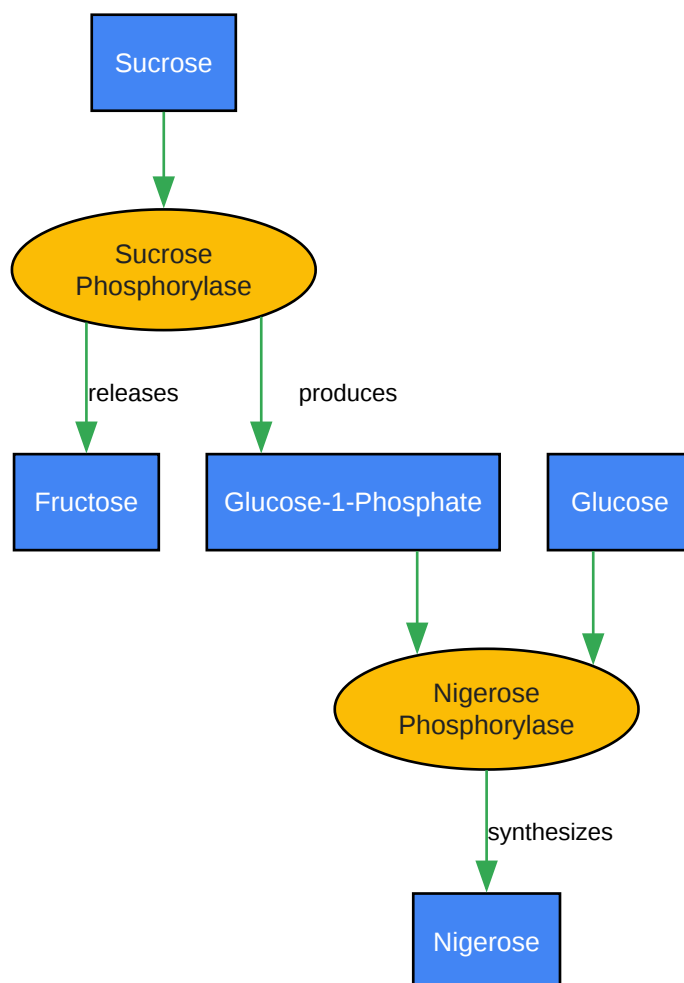 Sucrose
Sucrose
Phosphorylase
releases
produces
Fructose
Glucose-1-Phosphate
Glucose
Nigerose
Phosphorylase
synthesizes
Nigerose